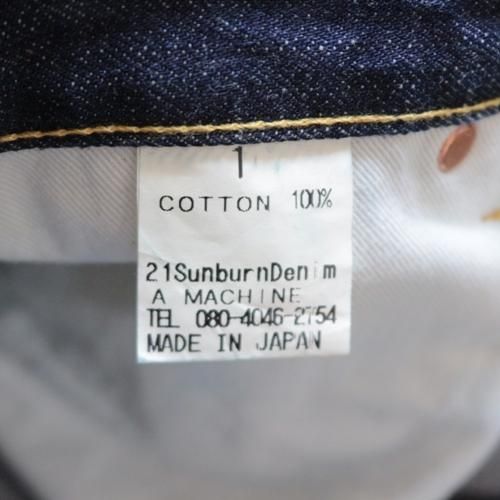 1
COTTON 100%
21SunburnDenim
A MACHINE
TEL 080-4046-2754
MADE IN JAPAN